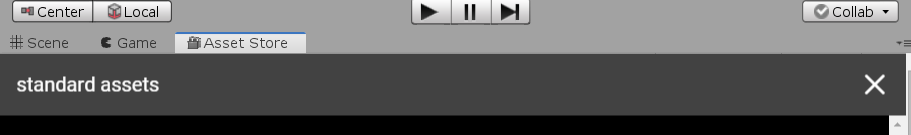 Center Local Collab
Scene Game Asset Store
standard assets